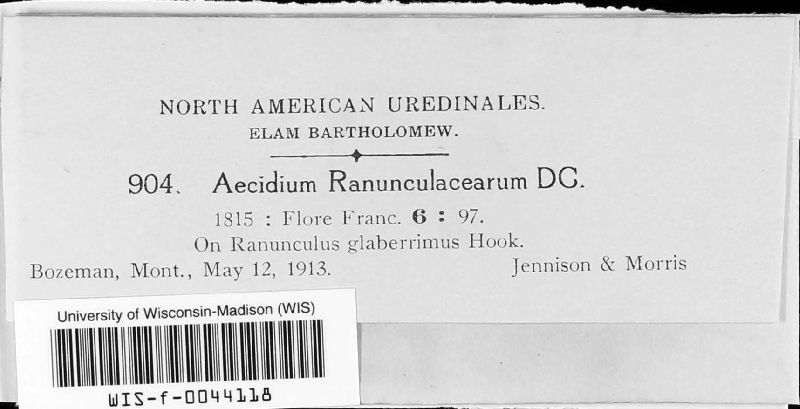 NORTH AMERICAN UREDINALES.
ELAM BARTHOLOMEW.
904. Aecidium Ranunculacearum DC.
1815 : Flore Franc. 6 : 97.
On Ranunculus glaberrimus Hook.
Bozeman, Mont., May 12, 1913. Jennison & Morris
University of Wisconsin-Madison (WIS)
WIS-f-0044118